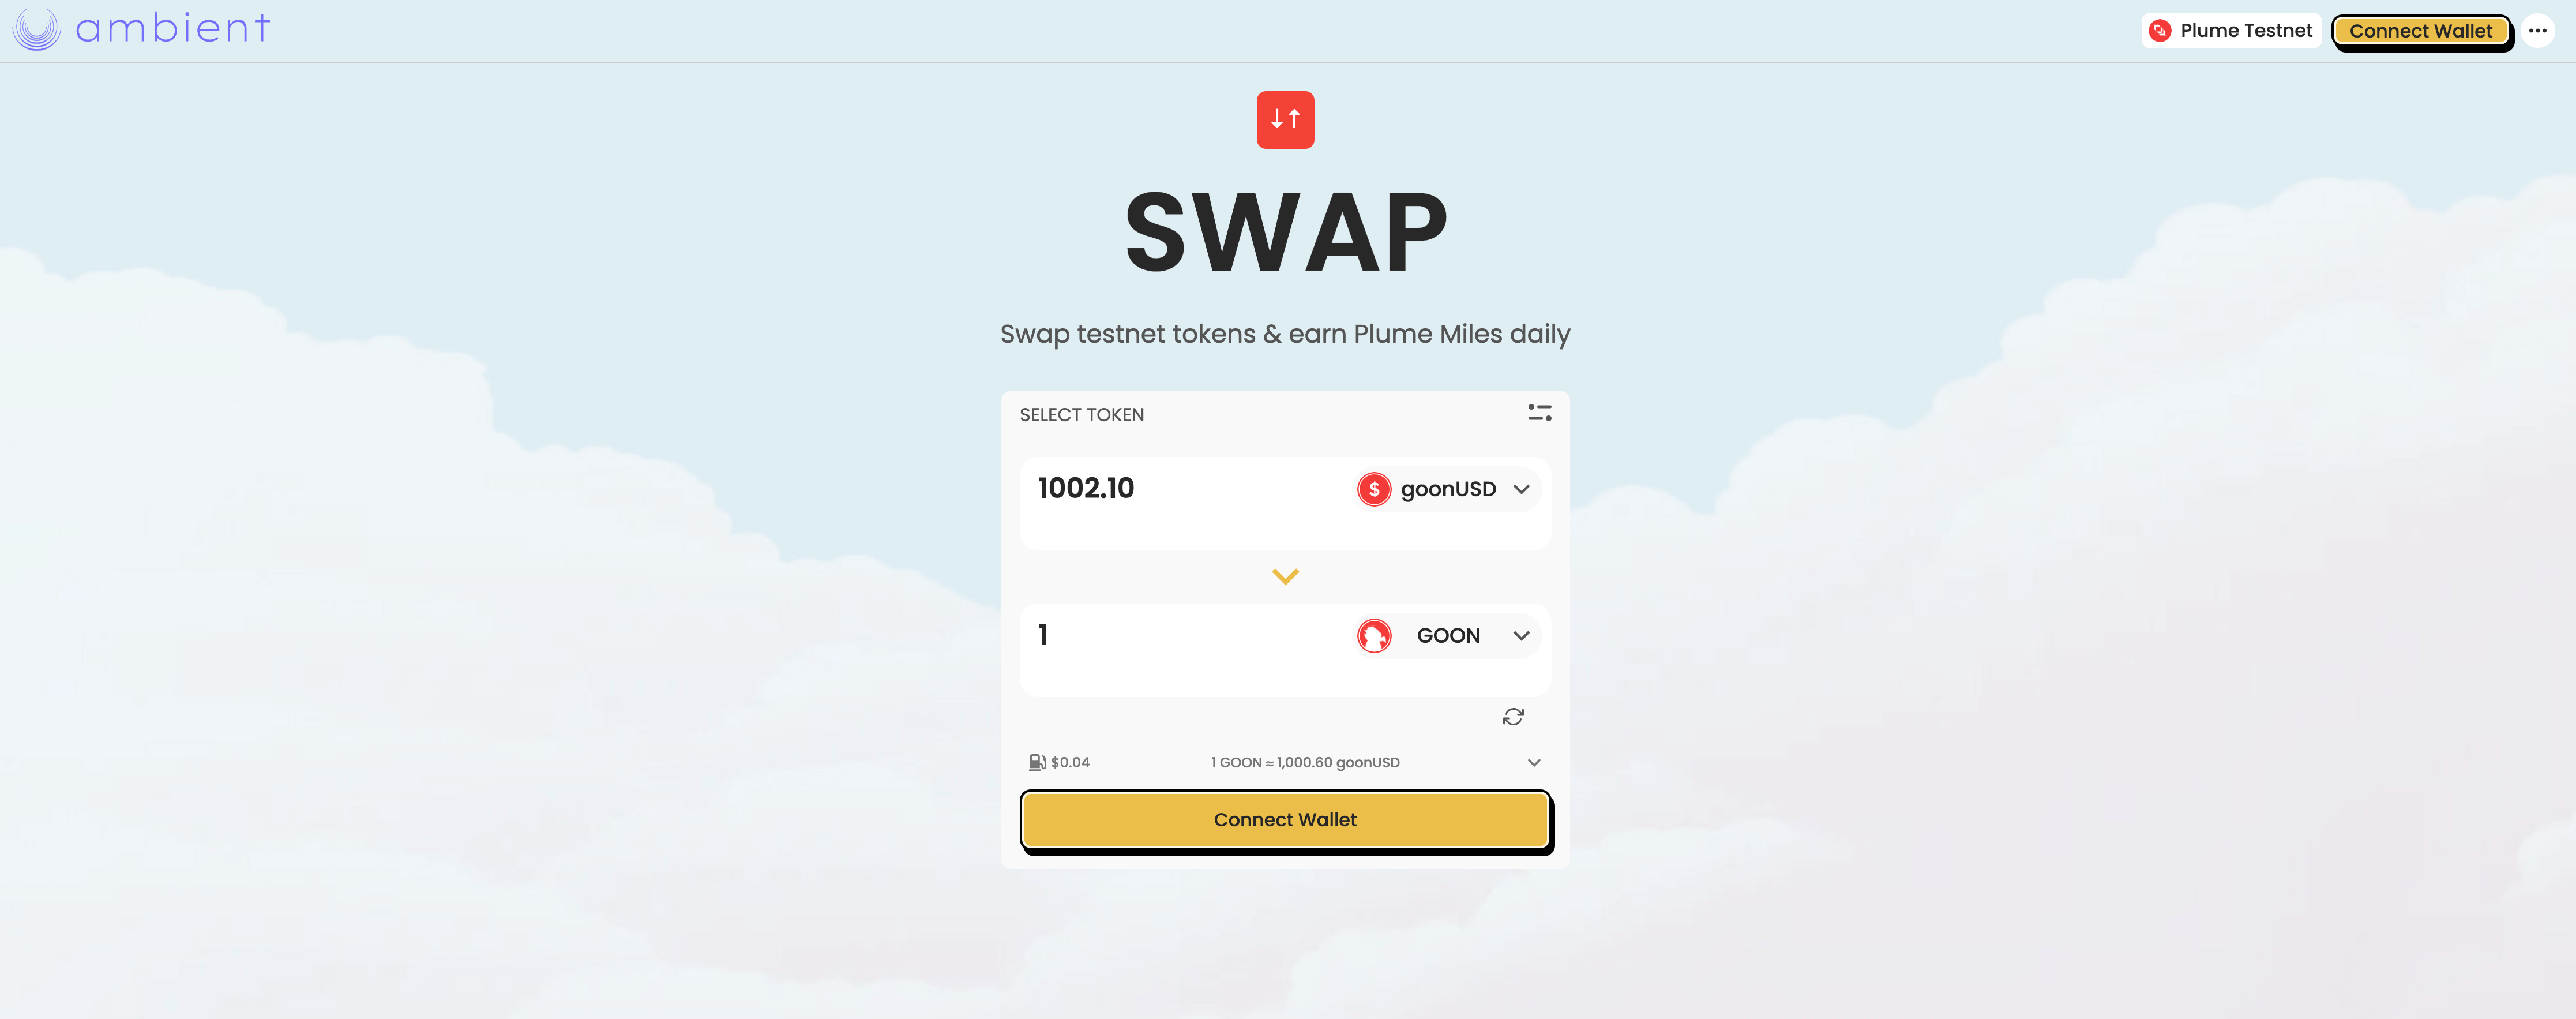 ambient
Plume Testnet
Connect Wallet
SWAP
Swap testnet tokens & earn Plume Miles daily
SELECT TOKEN
1002.10
$ goonUSD
1
GOON
$0.04
1 GOON ≈ 1,000.60 goonUSD
Connect Wallet